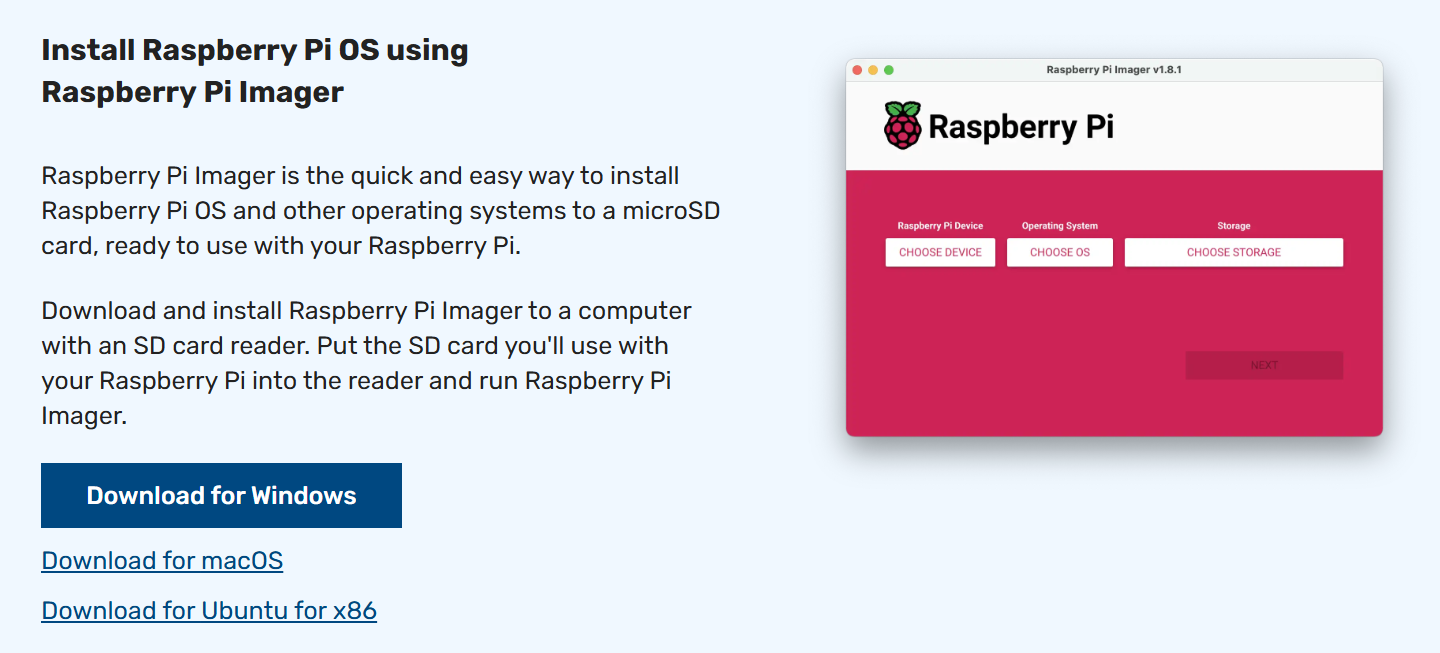 Install Raspberry Pi OS using
Raspberry Pi Imager
Raspberry Pi Imager is the quick and easy way to install
Raspberry Pi OS and other operating systems to a microSD
card, ready to use with your Raspberry Pi.
Download and install Raspberry Pi Imager to a computer
with an SD card reader. Put the SD card you'll use with
your Raspberry Pi into the reader and run Raspberry Pi
Imager.
Download for Windows
Download for macOS
Download for Ubuntu for x86
Raspberry Pi Imager v1.8.1
Raspberry Pi
Raspberry Pi Device Operating System Storage
CHOOSE DEVICE CHOOSE OS CHOOSE STORAGE
NEXT